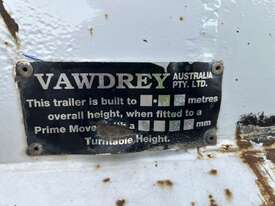 VAWDREY AUSTRALIA PTY. LTD.
This trailer is built to metres
overall height, when fitted to a
Prime Mover with a mm
Turntable Height.